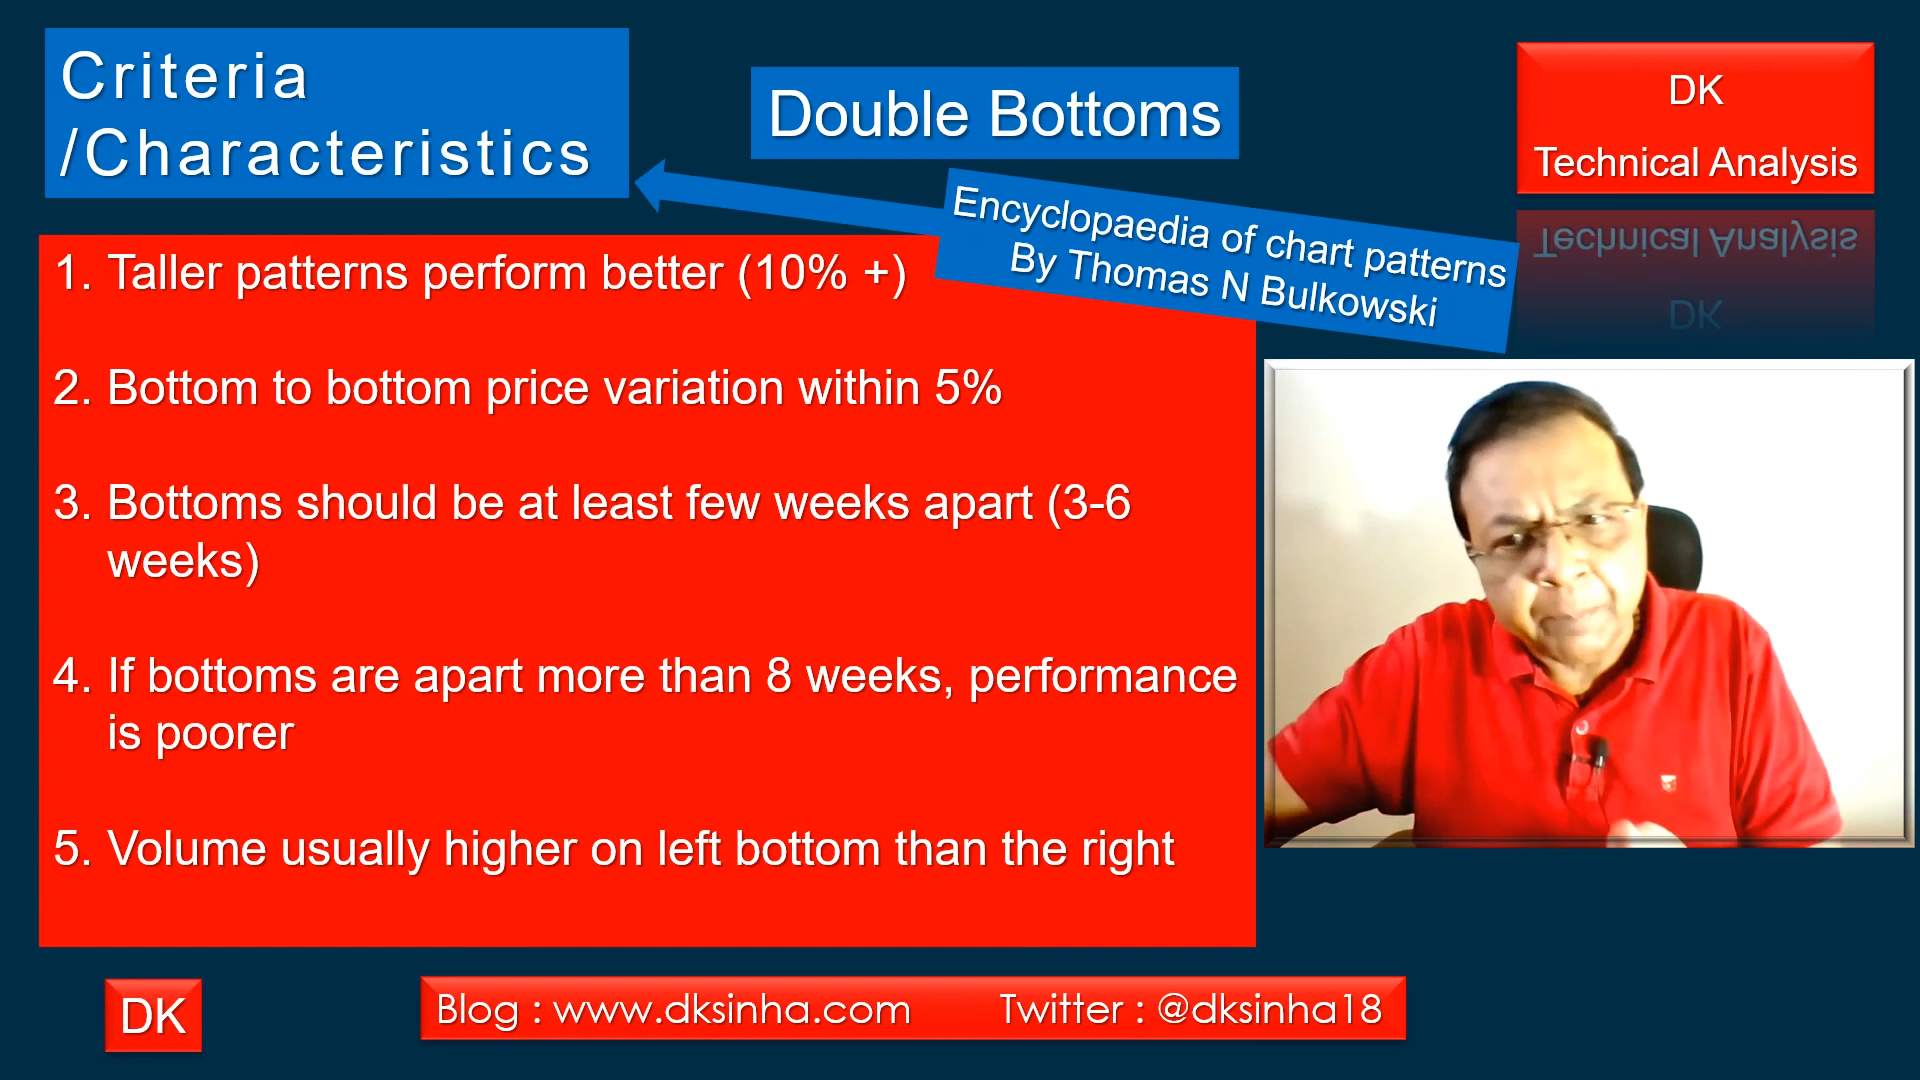 Criteria
/Characteristics
Double Bottoms
DK
Technical Analysis
Encyclopaedia of chart patterns
By Thomas N Bulkowski
1. Taller patterns perform better (10% +)
2. Bottom to bottom price variation within 5%
3. Bottoms should be at least few weeks apart (3-6
weeks)
4. If bottoms are apart more than 8 weeks, performance
is poorer
5. Volume usually higher on left bottom than the right
DK
Blog : www.dksinha.com Twitter : @dksinha18